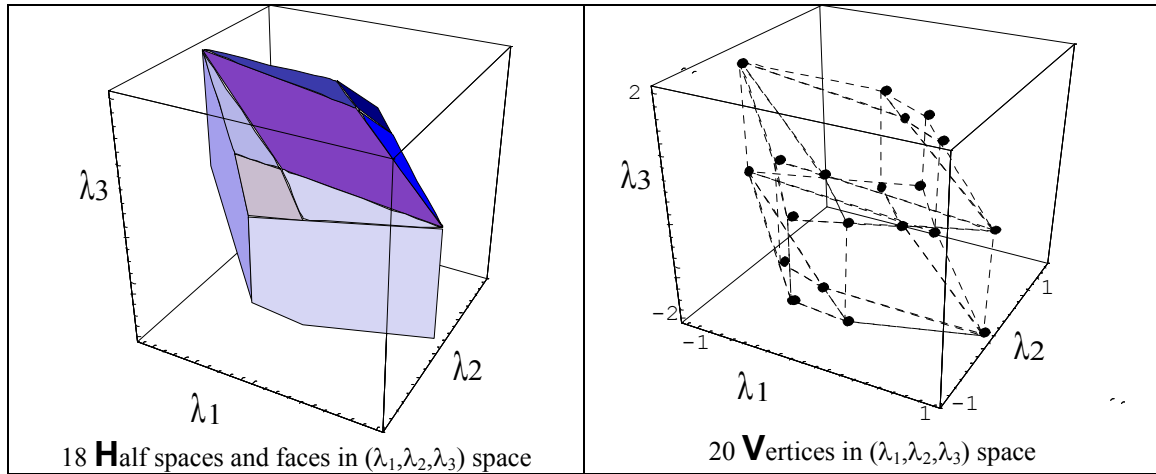 λ3
λ2
λ1
18 Half spaces and faces in (λ1,λ2,λ3) space
2
λ3
-2
-1
λ1
1
-1
λ2
1
20 Vertices in (λ1,λ2,λ3) space